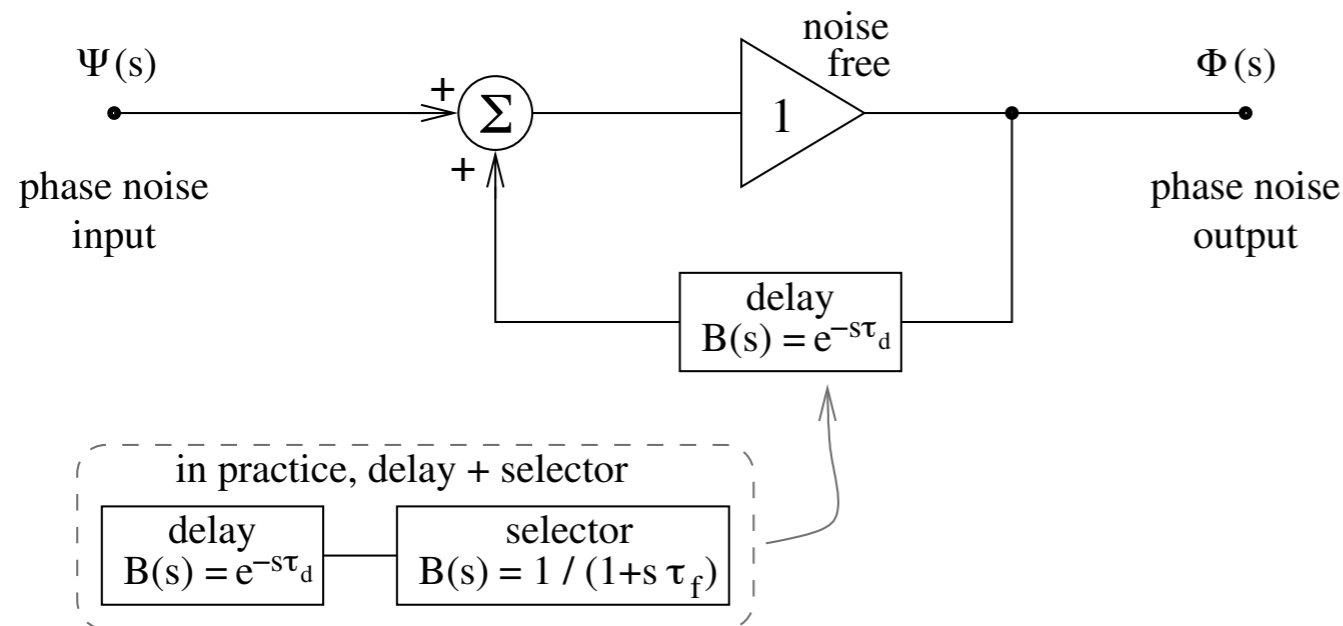 noise
free
Ψ(s)
Φ(s)
+
Σ
1
+
phase noise
input
phase noise
output
delay
B(s) = e^{−sτ_d}
in practice, delay + selector
delay
B(s) = e^{−sτ_d}
selector
B(s) = 1 / (1+s τ_f)